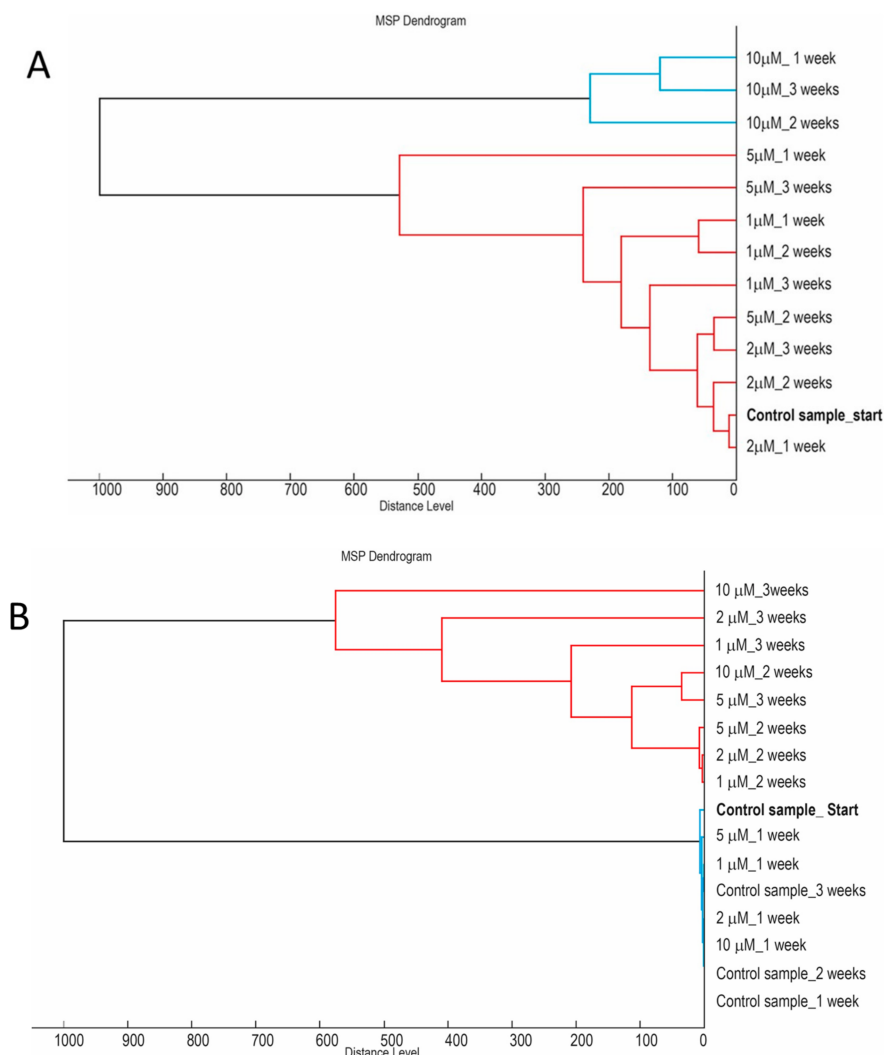 MSP Dendrogram
A
10μM_ 1 week
10μM_3 weeks
10μM_2 weeks
5μM_1 week
5μM_3 weeks
1μM_1 week
1μM_2 weeks
1μM_3 weeks
5μM_2 weeks
2μM_3 weeks
2μM_2 weeks
Control sample_start
2μM_1 week
1000 900 800 700 600 500 400 300 200 100 0
Distance Level
MSP Dendrogram
B
10 μM_3weeks
2 μM_3 weeks
1 μM_3 weeks
10 μM_2 weeks
5 μM_3 weeks
5 μM_2 weeks
2 μM_2 weeks
1 μM_2 weeks
Control sample_ Start
5 μM_1 week
1 μM_1 week
Control sample_3 weeks
2 μM_1 week
10 μM_1 week
Control sample_2 weeks
Control sample_1 week
1000 900 800 700 600 500 400 300 200 100 0
Distance Level